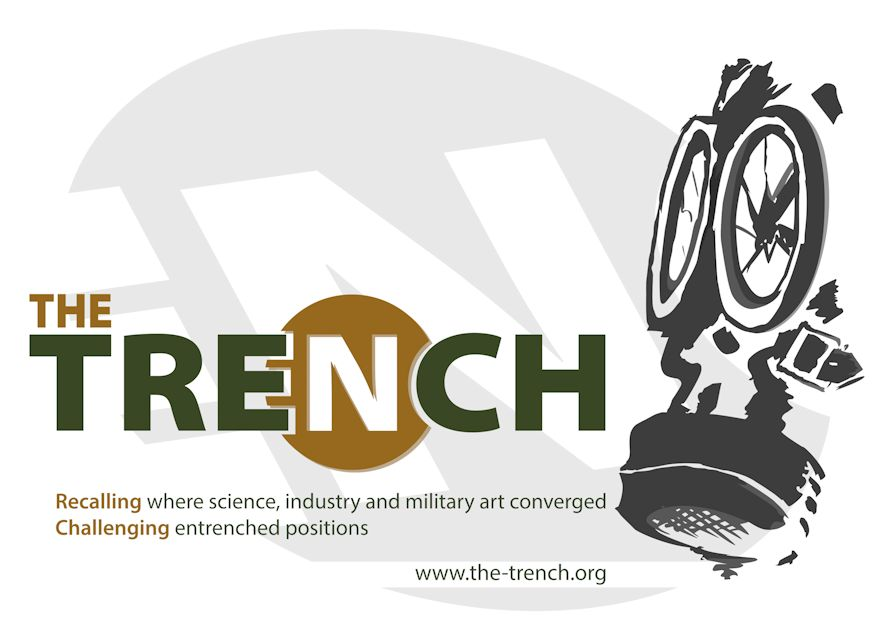 THE
TRENCH
Recalling where science, industry and military art converged
Challenging entrenched positions
www.the-trench.org